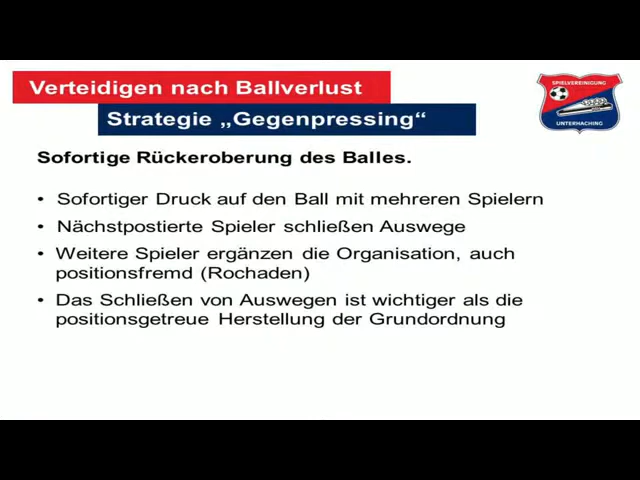 Verteidigen nach Ballverlust
Strategie „Gegenpressing“
SPIELVEREINIGUNG
UNTERHACHING
Sofortige Rückeroberung des Balles.
• Sofortiger Druck auf den Ball mit mehreren Spielern
• Nächstpostierte Spieler schließen Auswege
• Weitere Spieler ergänzen die Organisation, auch
positionsfremd (Rochaden)
• Das Schließen von Auswegen ist wichtiger als die
positionsgetreue Herstellung der Grundordnung